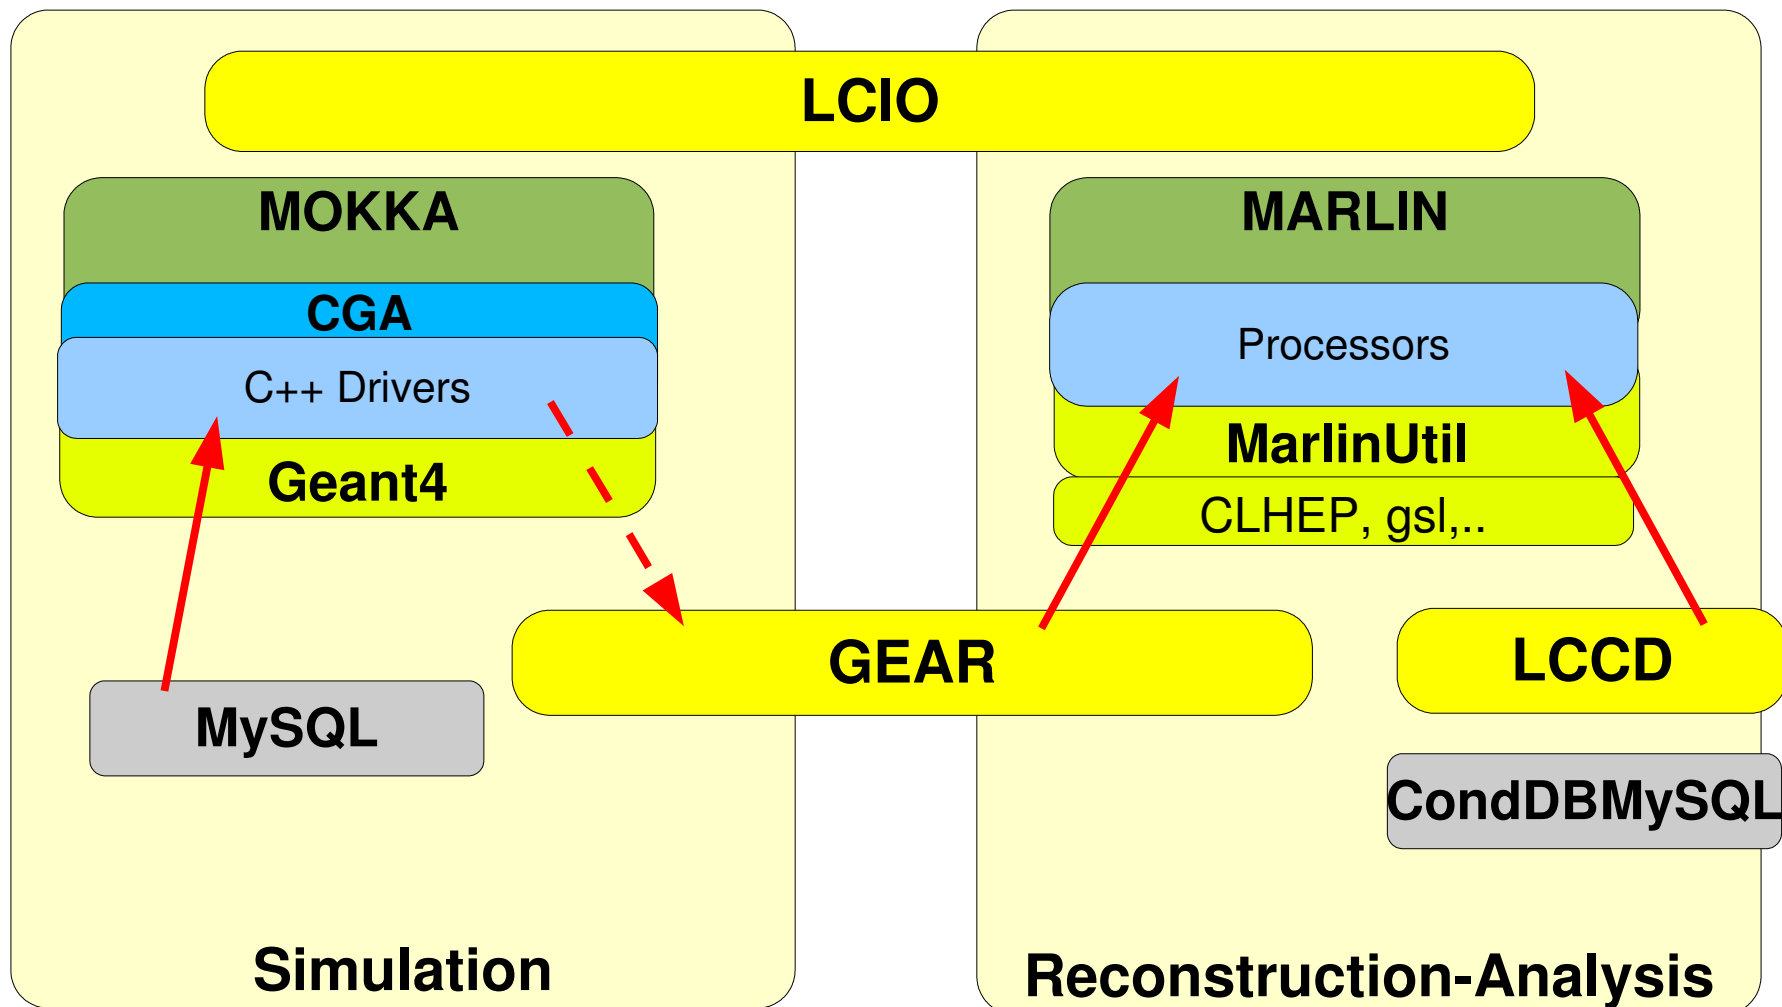 LCIO
MOKKA
CGA
C++ Drivers
Geant4
MySQL
Simulation
MARLIN
Processors
MarlinUtil
CLHEP, gsl,..
GEAR
LCCD
CondDBMySQL
Reconstruction-Analysis